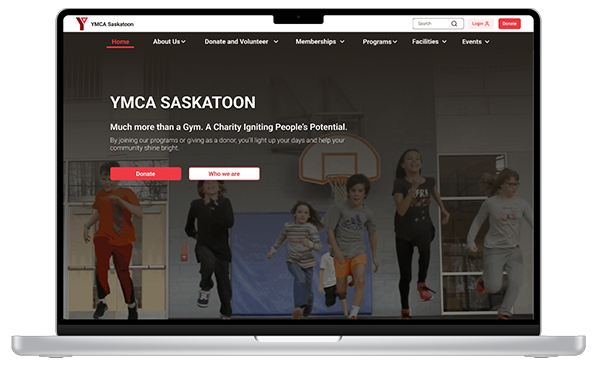 YMCA Saskatoon
Search
Login
Donate
Home
About Us
Donate and Volunteer
Memberships
Programs
Facilities
Events
YMCA SASKATOON
Much more than a Gym. A Charity Igniting People's Potential.
By joining our programs or giving as a donor, you'll light up your days and help your
community shine bright.
Donate
Who we are